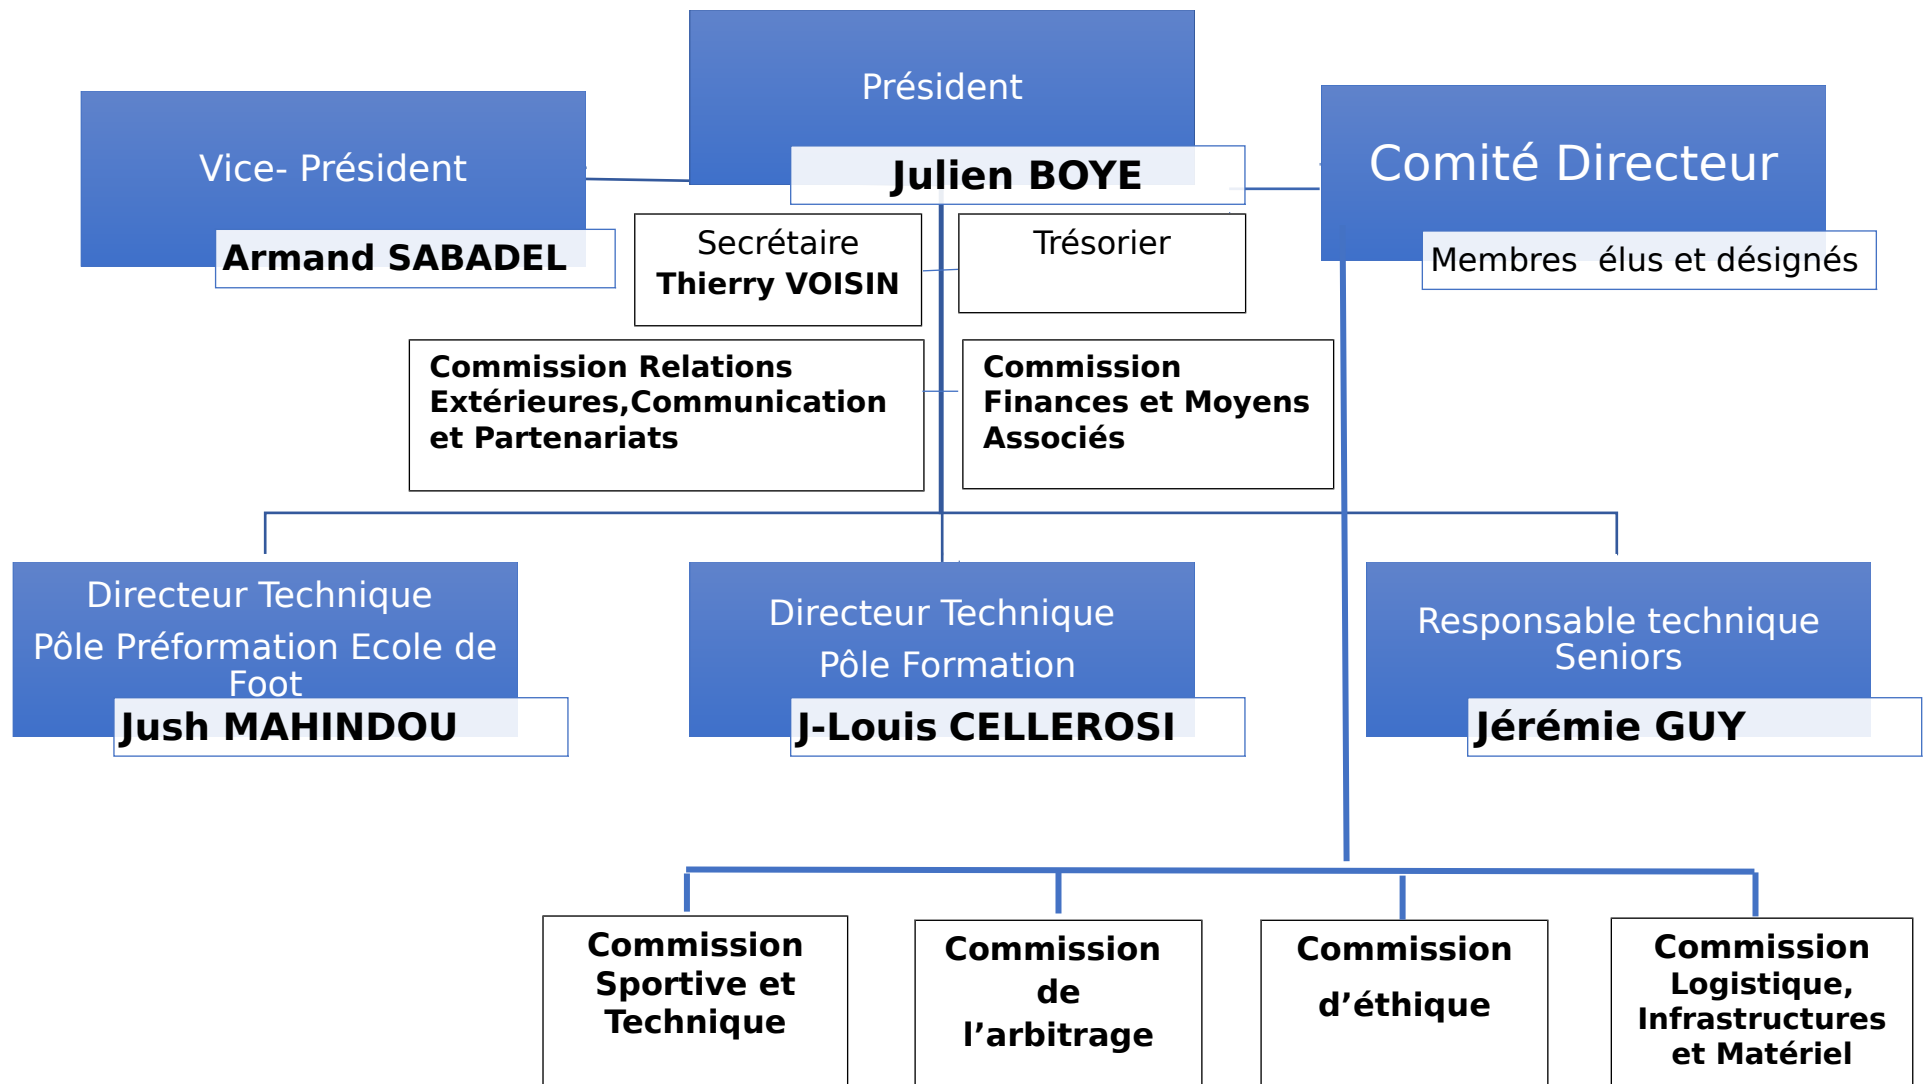 Président
Julien BOYE
Vice- Président
Armand SABADEL
Comité Directeur
Membres  élus et désignés
Secrétaire
Thierry VOISIN
Trésorier
Commission Relations
Extérieures,Communication
et Partenariats
Commission
Finances et Moyens
Associés
Directeur Technique
Pôle Préformation Ecole de
Foot
Jush MAHINDOU
Directeur Technique
Pôle Formation
J-Louis CELLEROSI
Responsable technique
Seniors
Jérémie GUY
Commission
Sportive et
Technique
Commission
de
l’arbitrage
Commission
d’éthique
Commission
Logistique,
Infrastructures
et Matériel